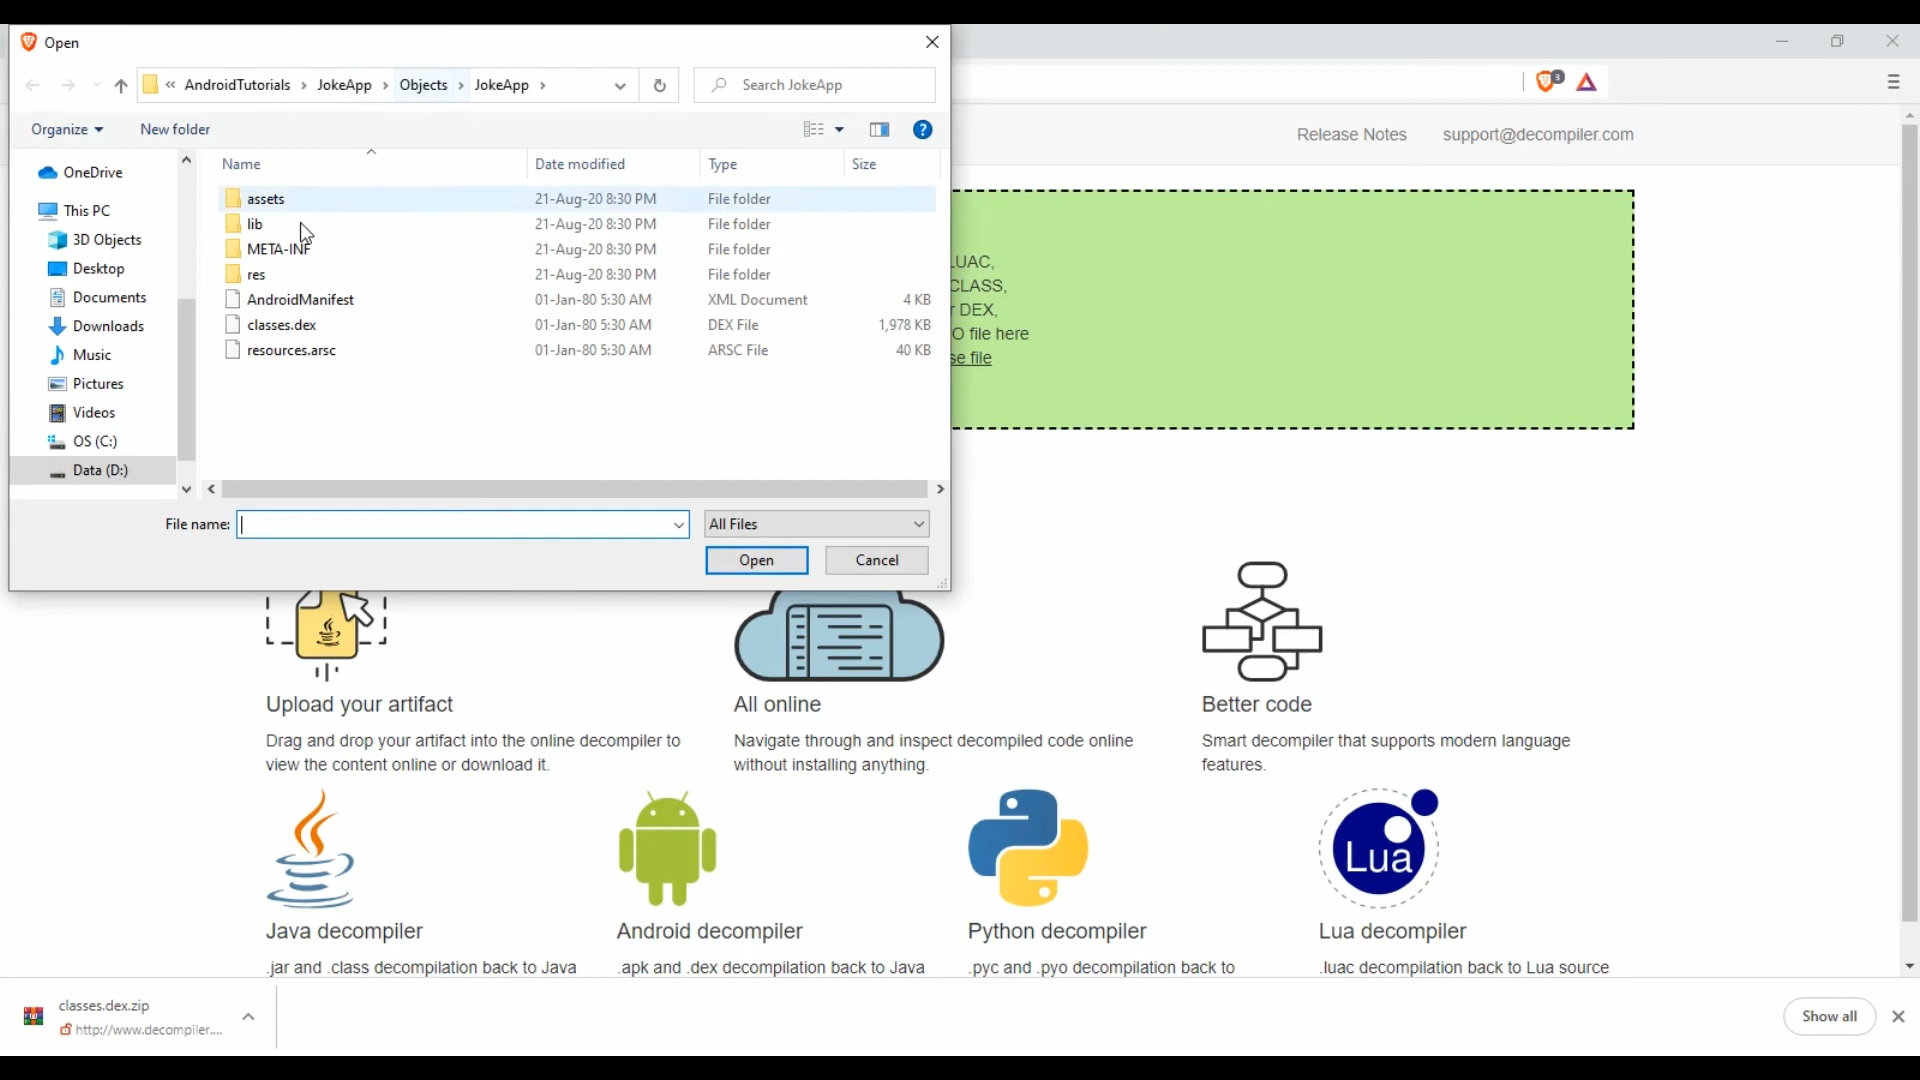 Open
« AndroidTutorials › JokeApp › Objects › JokeApp ›
Search JokeApp
3
Organize
New folder
?
Release Notes
support@decompiler.com
OneDrive
This PC
3D Objects
Desktop
Documents
Downloads
Music
Pictures
Videos
OS (C:)
Data (D:)
Name Date modified Type Size
assets 21-Aug-20 8:30 PM File folder
lib 21-Aug-20 8:30 PM File folder
META-INF 21-Aug-20 8:30 PM File folder
res 21-Aug-20 8:30 PM File folder
AndroidManifest 01-Jan-80 5:30 AM XML Document 4 KB
classes.dex 01-Jan-80 5:30 AM DEX File 1,978 KB
resources.arsc 01-Jan-80 5:30 AM ARSC File 40 KB
LUAC,
CLASS,
r DEX,
O file here
se file
File name:
All Files
Open
Cancel
Upload your artifact
Drag and drop your artifact into the online decompiler to
view the content online or download it.
All online
Navigate through and inspect decompiled code online
without installing anything.
Better code
Smart decompiler that supports modern language
features.
Lua
Java decompiler
.jar and .class decompilation back to Java
Android decompiler
.apk and .dex decompilation back to Java
Python decompiler
.pyc and .pyo decompilation back to
Lua decompiler
.luac decompilation back to Lua source
classes.dex.zip
http://www.decompiler....
Show all